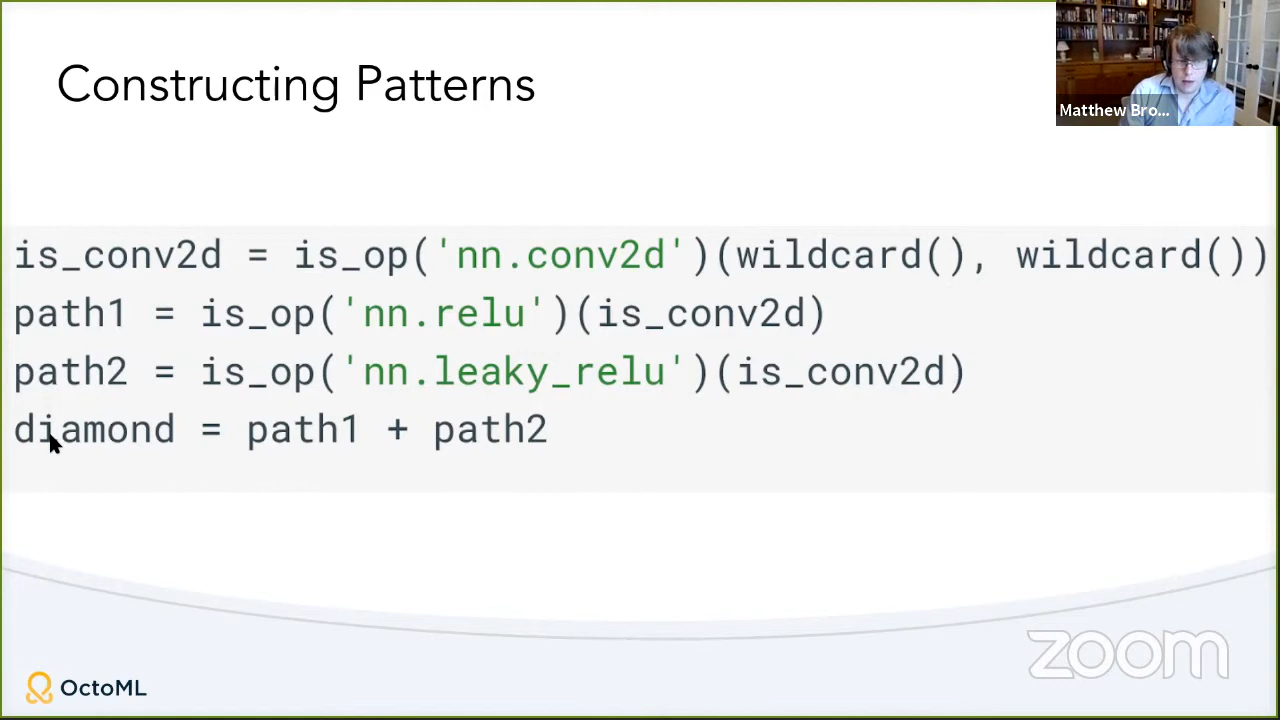 Constructing Patterns
Matthew Bro...
is_conv2d = is_op('nn.conv2d')(wildcard(), wildcard())
path1 = is_op('nn.relu')(is_conv2d)
path2 = is_op('nn.leaky_relu')(is_conv2d)
diamond = path1 + path2
zoom
OctoML